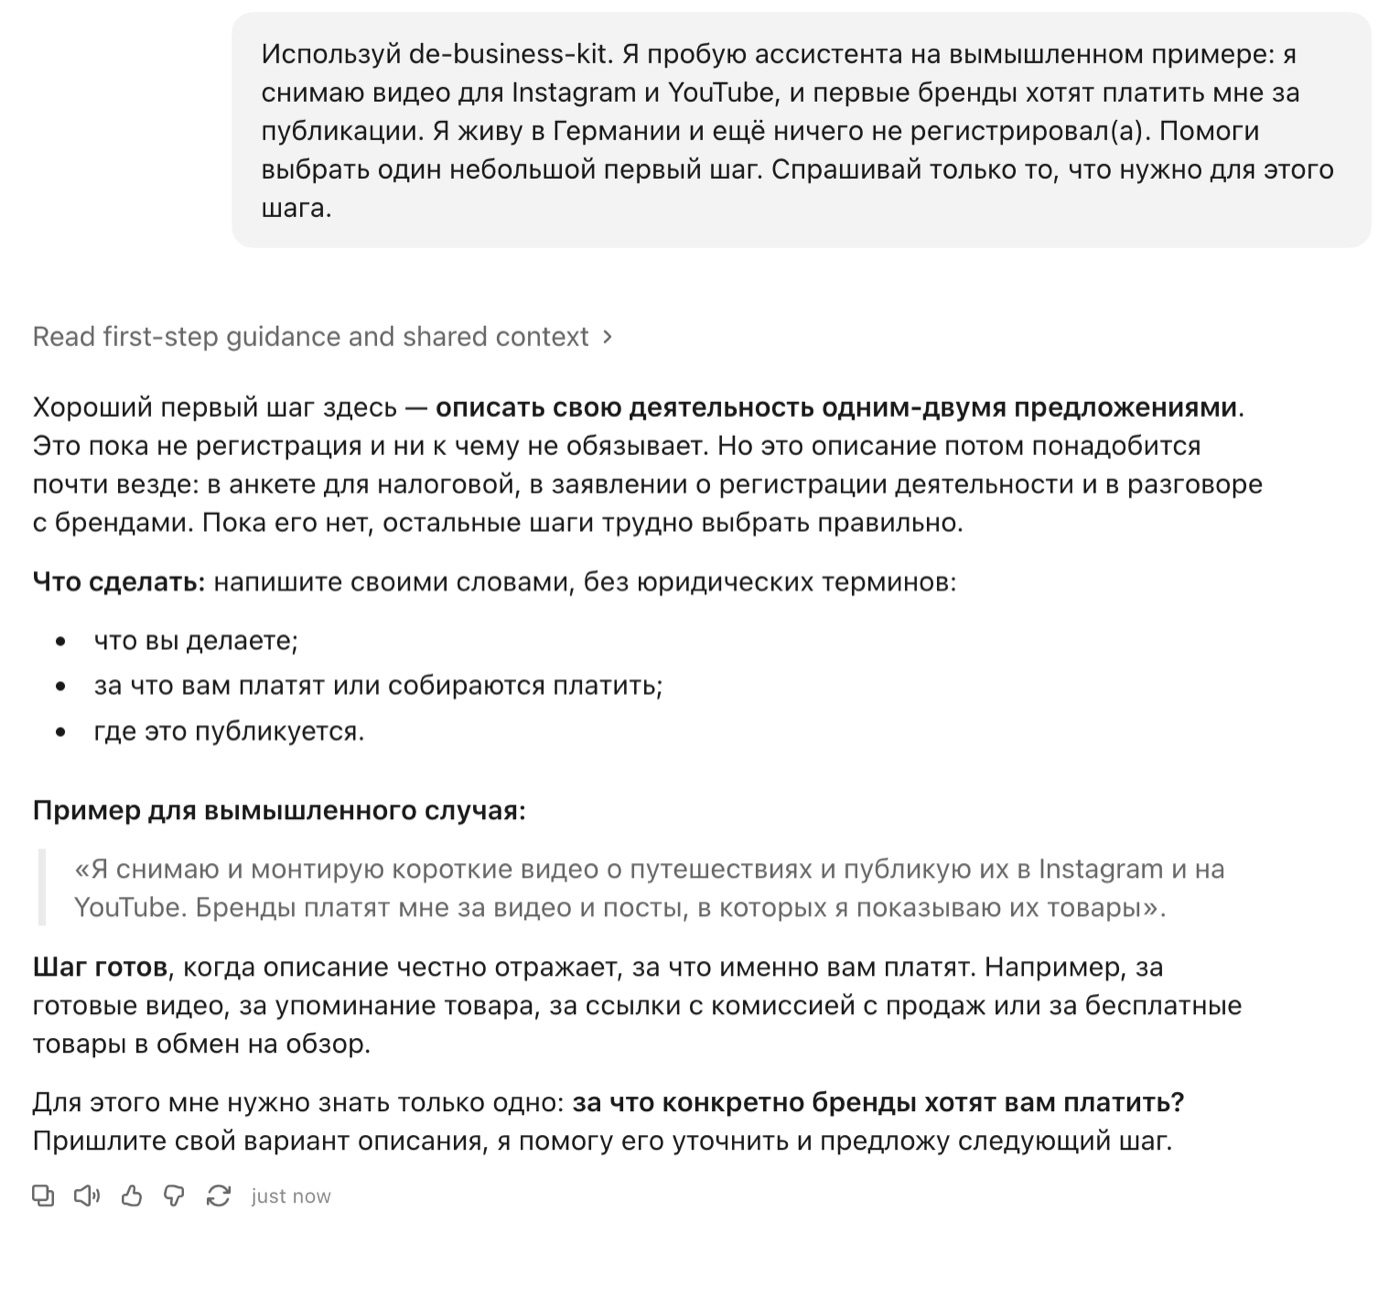 Используй de-business-kit. Я пробую ассистента на вымышленном примере: я
снимаю видео для Instagram и YouTube, и первые бренды хотят платить мне за
публикации. Я живу в Германии и ещё ничего не регистрировал(а). Помоги
выбрать один небольшой первый шаг. Спрашивай только то, что нужно для этого
шага.
Read first-step guidance and shared context
Хороший первый шаг здесь — описать свою деятельность одним-двумя предложениями.
Это пока не регистрация и ни к чему не обязывает. Но это описание потом понадобится
почти везде: в анкете для налоговой, в заявлении о регистрации деятельности и в разговоре
с брендами. Пока его нет, остальные шаги трудно выбрать правильно.
Что сделать: напишите своими словами, без юридических терминов:
• что вы делаете;
• за что вам платят или собираются платить;
• где это публикуется.
Пример для вымышленного случая:
«Я снимаю и монтирую короткие видео о путешествиях и публикую их в Instagram и на
YouTube. Бренды платят мне за видео и посты, в которых я показываю их товары».
Шаг готов, когда описание честно отражает, за что именно вам платят. Например, за
готовые видео, за упоминание товара, за ссылки с комиссией с продаж или за бесплатные
товары в обмен на обзор.
Для этого мне нужно знать только одно: за что конкретно бренды хотят вам платить?
Пришлите свой вариант описания, я помогу его уточнить и предложу следующий шаг.
just now